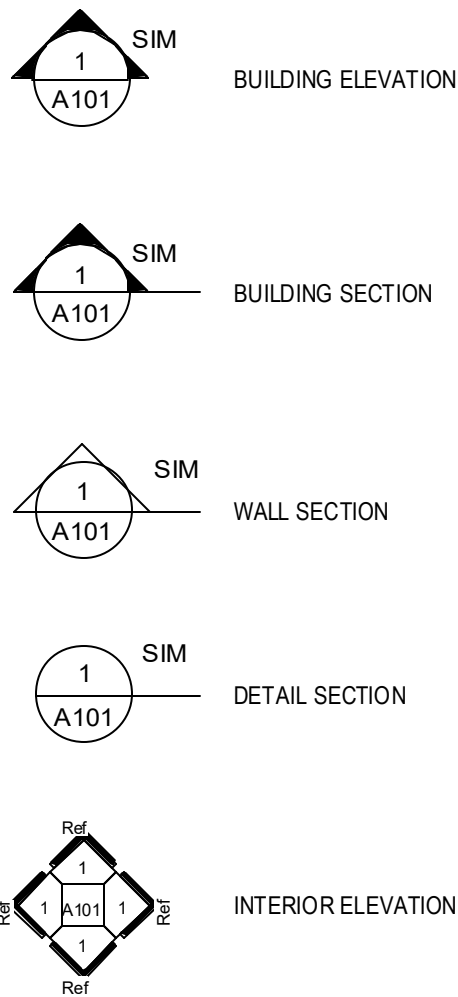 SIM
1
A101
BUILDING ELEVATION
SIM
1
A101
BUILDING SECTION
SIM
1
A101
WALL SECTION
SIM
1
A101
DETAIL SECTION
Ref
1
Ref
1
A101
1
Ref
1
Ref
INTERIOR ELEVATION